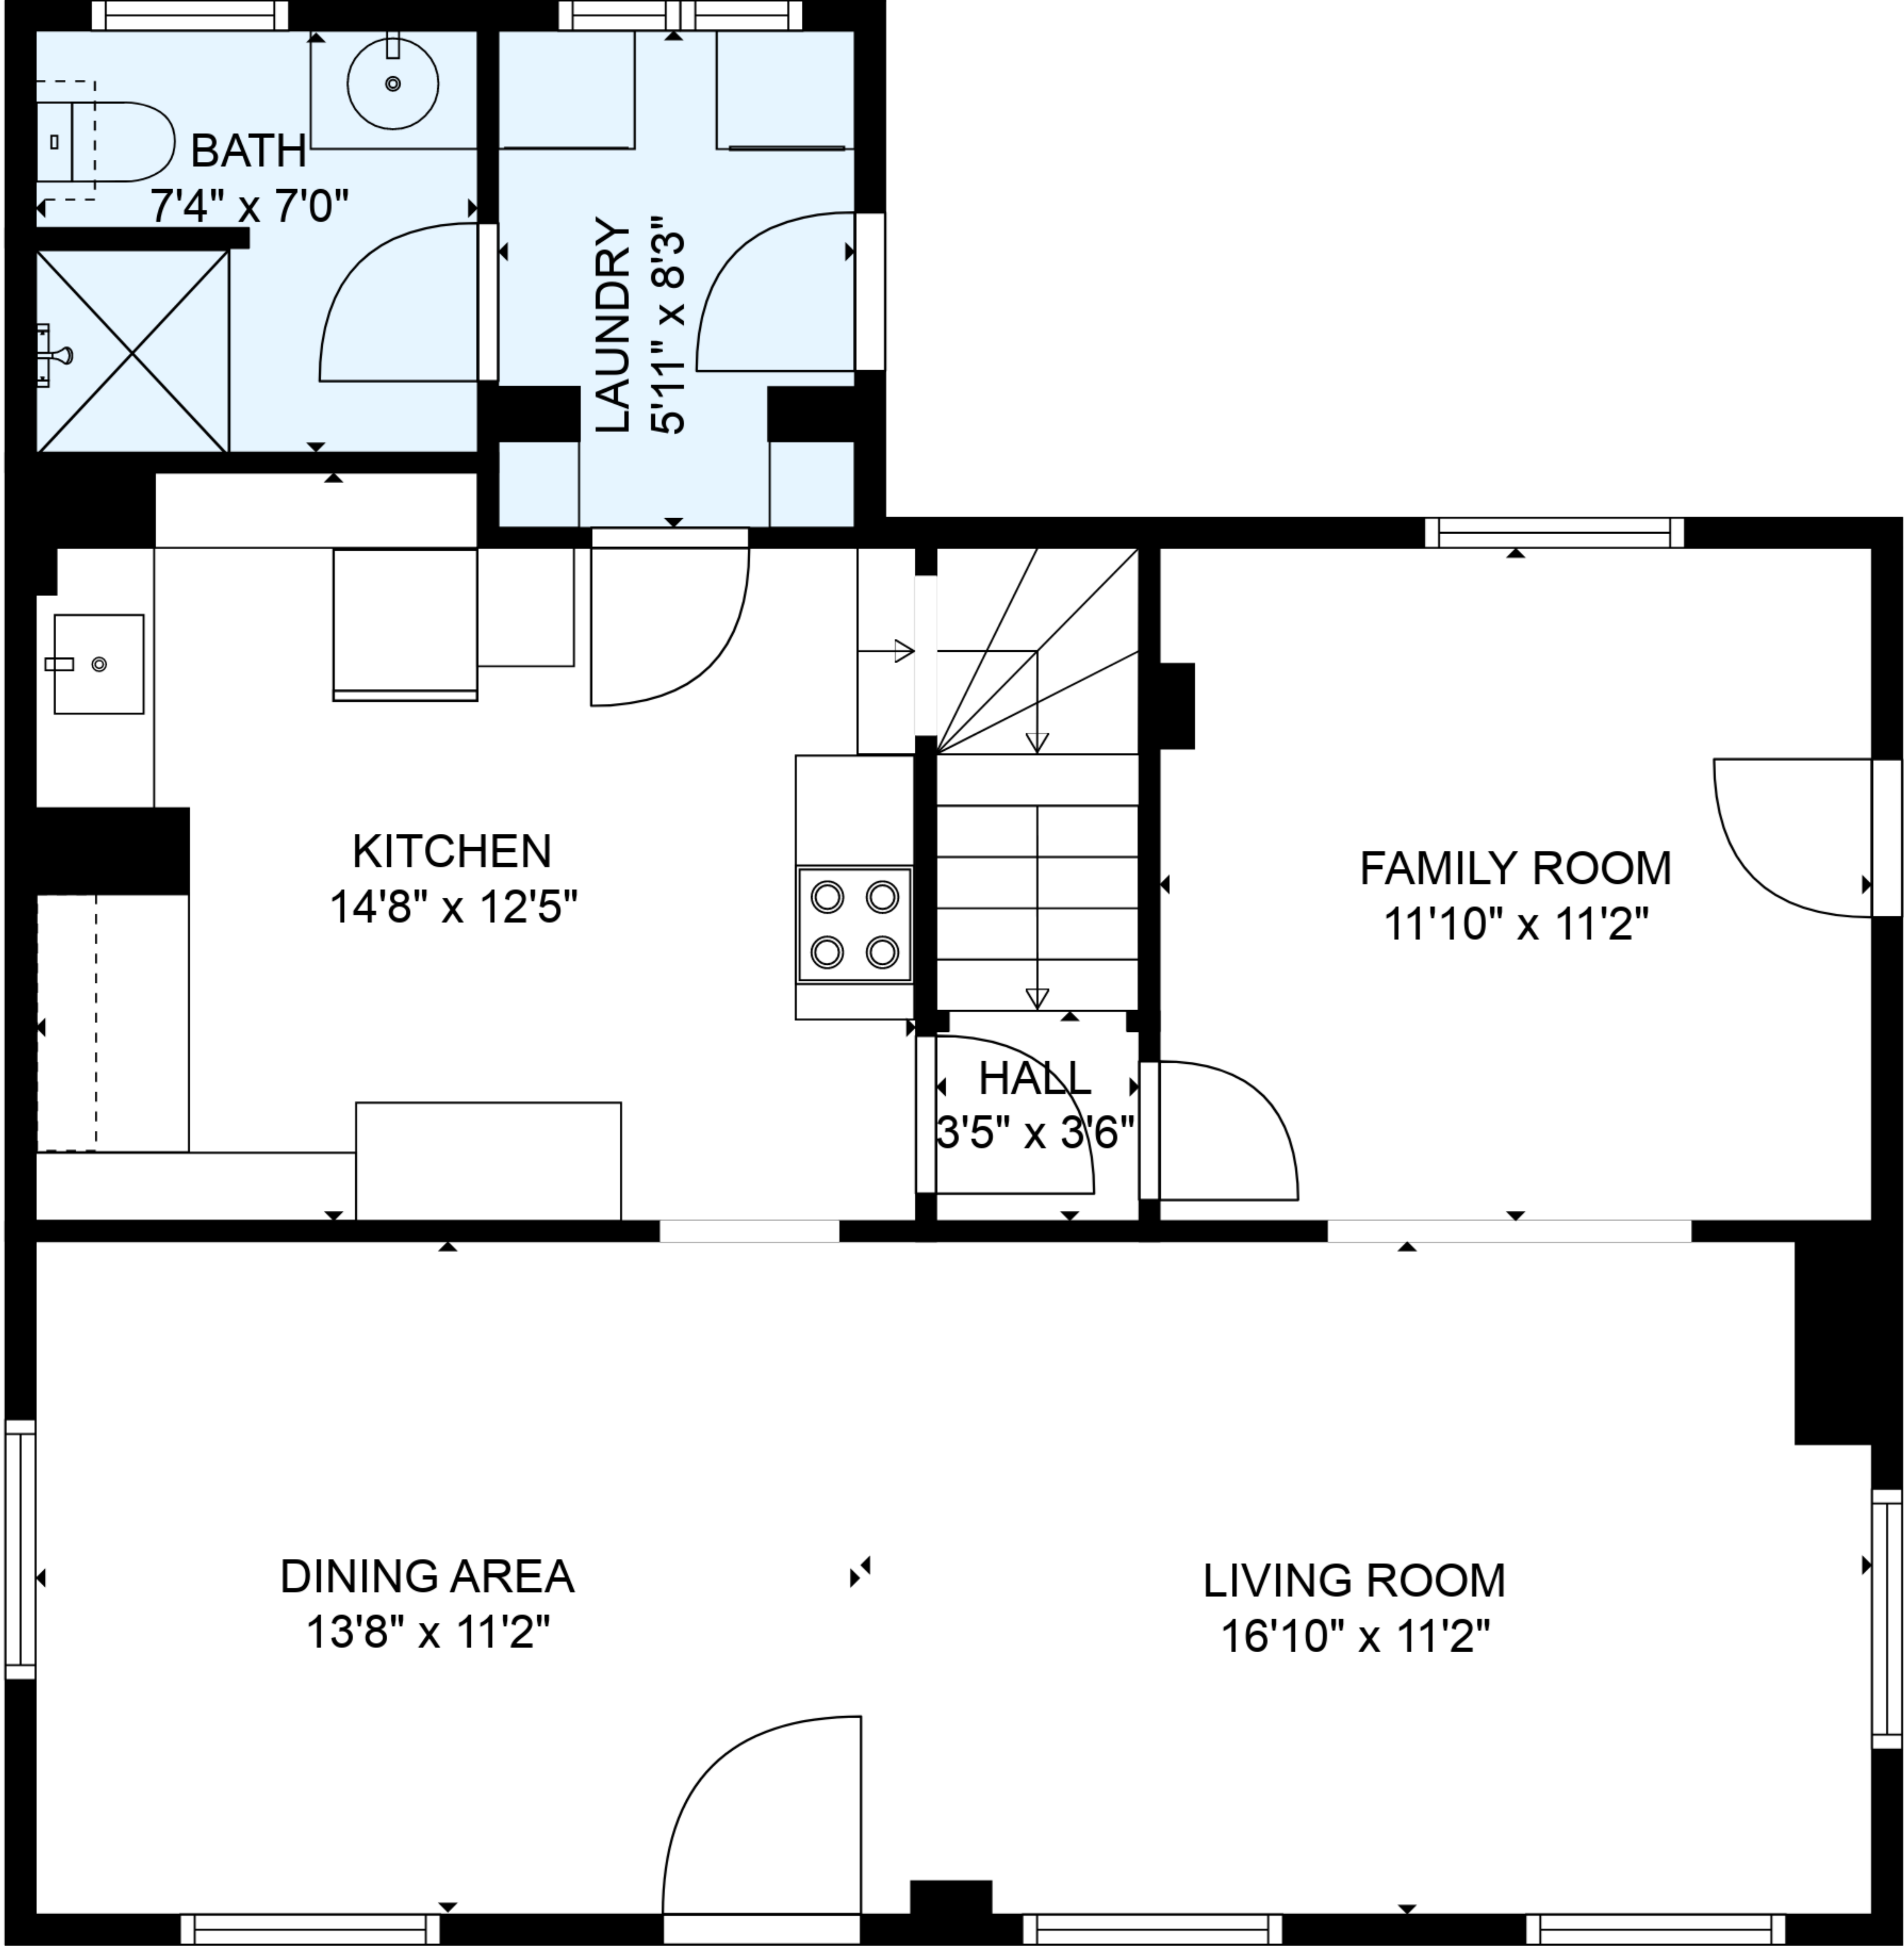 BATH
7'4" x 7'0"
LAUNDRY
5'11" x 8'3"
KITCHEN
14'8" x 12'5"
FAMILY ROOM
11'10" x 11'2"
HALL
3'5" x 3'6"
DINING AREA
13'8" x 11'2"
LIVING ROOM
16'10" x 11'2"